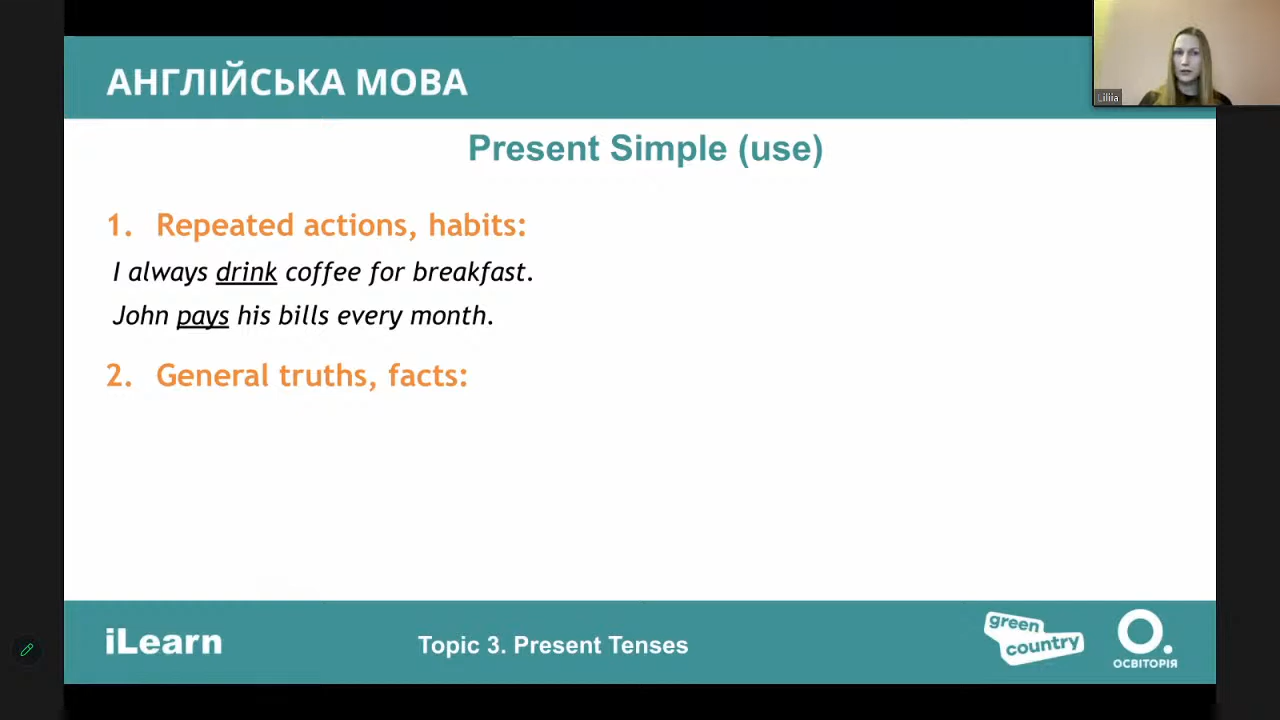 АНГЛІЙСЬКА МОВА
Liliia
Present Simple (use)
1. Repeated actions, habits:
I always drink coffee for breakfast.
John pays his bills every month.
2. General truths, facts:
iLearn
Topic 3. Present Tenses
green
country
ОСВІТОРІЯ